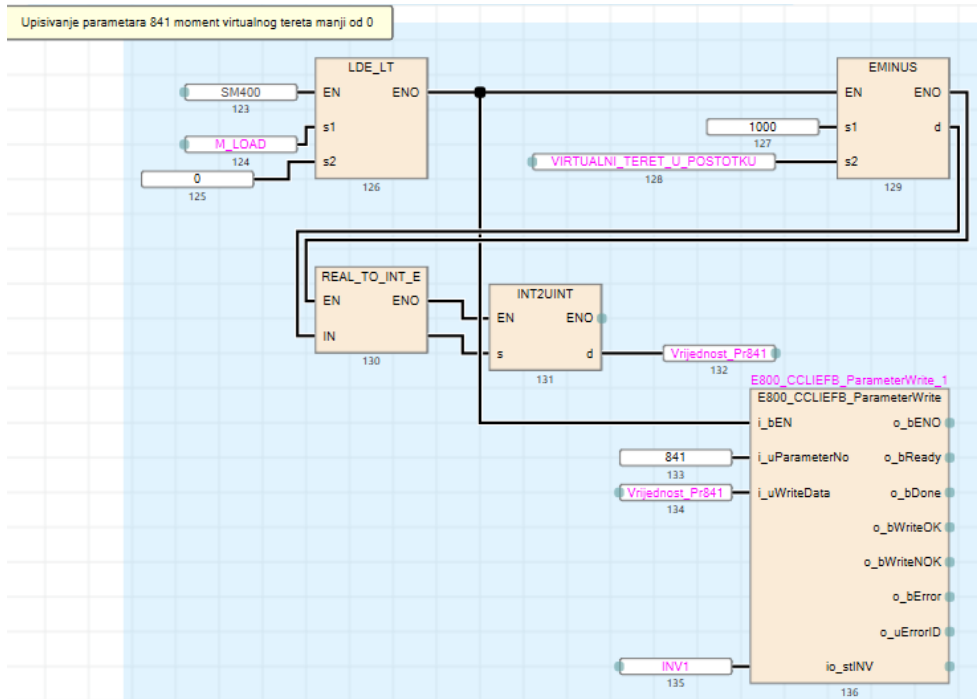 Upisivanje parametara 841 moment virtualnog tereta manji od 0
LDE_LT
EN ENO
s1
s2
126
SM400
123
M_LOAD
124
0
125
EMINUS
EN ENO
s1 d
s2
129
1000
127
VIRTUALNI_TERET_U_POSTOTKU
128
REAL_TO_INT_E
EN ENO
IN
130
INT2UINT
EN ENO
s d
131
Vrijednost_Pr841
132
E800_CCLIEFB_ParameterWrite_1
E800_CCLIEFB_ParameterWrite
i_bEN o_bENO
i_uParameterNo o_bReady
i_uWriteData o_bDone
o_bWriteOK
o_bWriteNOK
o_bError
o_uErrorID
io_stINV
136
841
133
Vrijednost_Pr841
134
INV1
135